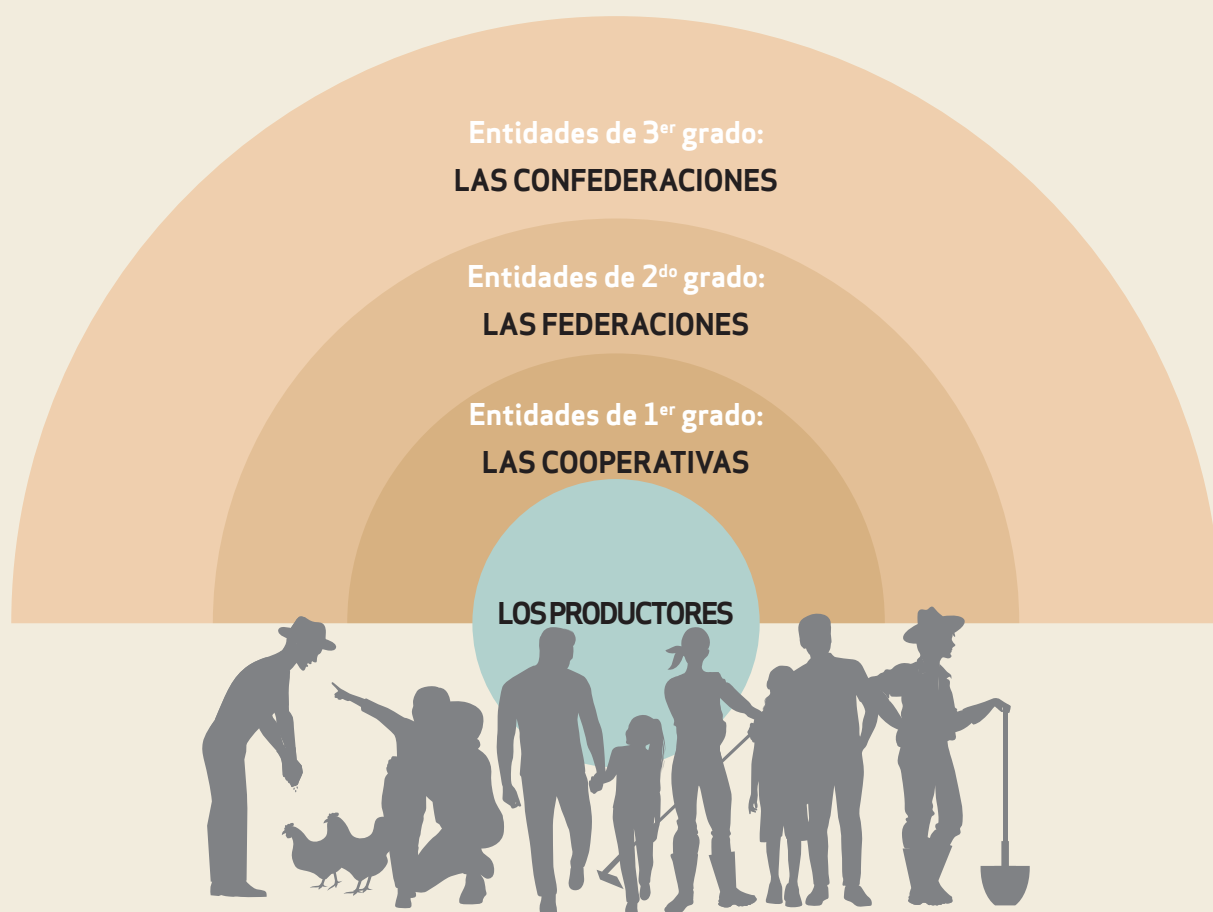 Entidades de 3er grado:
LAS CONFEDERACIONES
Entidades de 2do grado:
LAS FEDERACIONES
Entidades de 1er grado:
LAS COOPERATIVAS
LOS PRODUCTORES